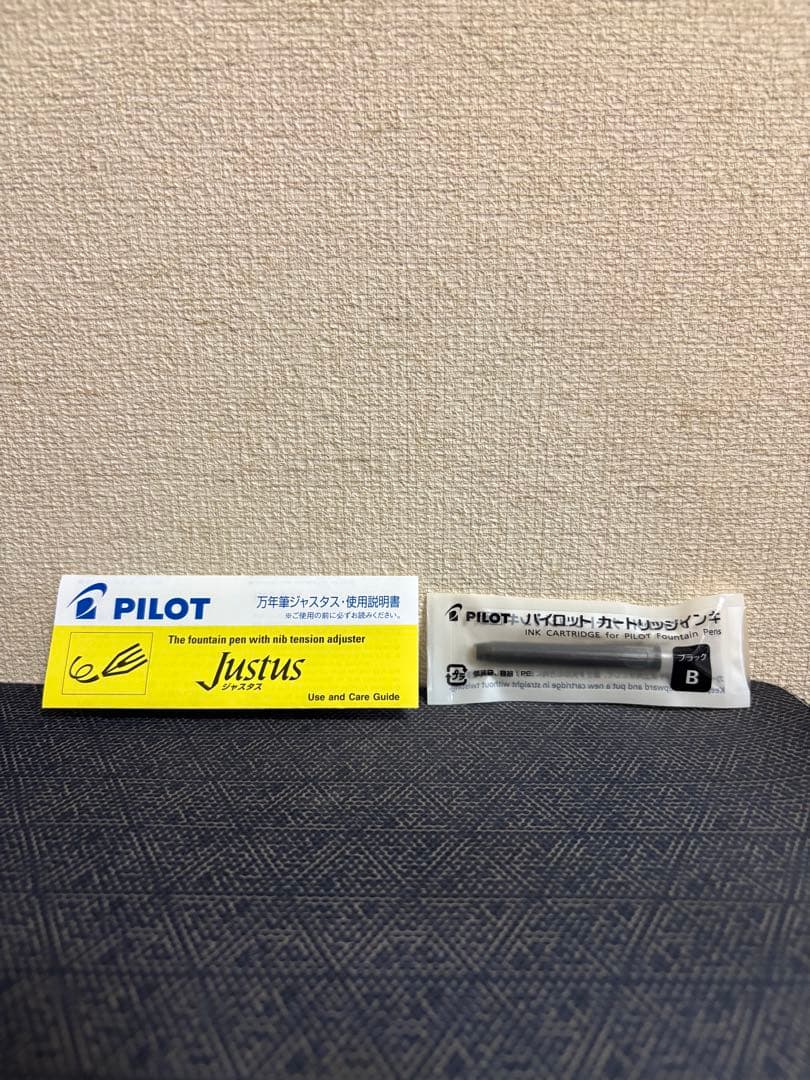 PILOT
万年筆ジャスタス・使用説明書
※ご使用の前に必ずお読みください。
The fountain pen with nib tension adjuster
Justus
ジャスタス
Use and Care Guide
PILOT パイロット カートリッジインキ
INK CARTRIDGE for PILOT Fountain Pens
ブラック
B
プラ